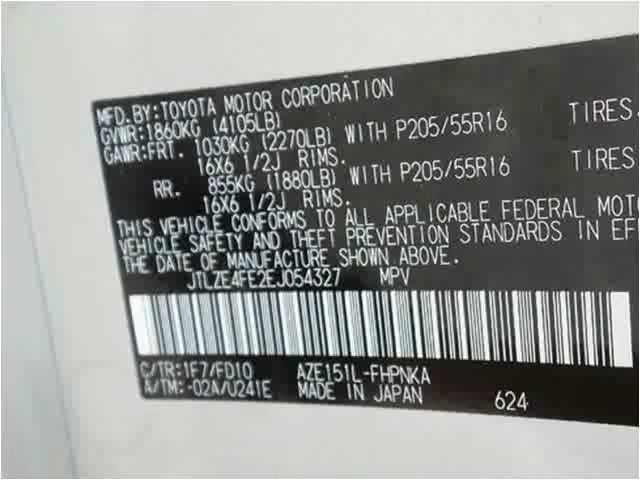 MFD.BY:TOYOTA MOTOR CORPORATION
GVWR:1860KG (4105LB)
GAWR:FRT. 1030KG (2270LB) WITH P205/55R16 TIRES.
16X6 1/2J RIMS.
RR. 855KG (1880LB) WITH P205/55R16 TIRES
16X6 1/2J RIMS.
THIS VEHICLE CONFORMS TO ALL APPLICABLE FEDERAL MOT
VEHICLE SAFETY AND THEFT PREVENTION STANDARDS IN EF
THE DATE OF MANUFACTURE SHOWN ABOVE.
JTLZE4FE2EJ054327 MPV
C/TR:1F7/FD10 AZE151L-FHPNKA
A/TM:-02A/U241E MADE IN JAPAN 624